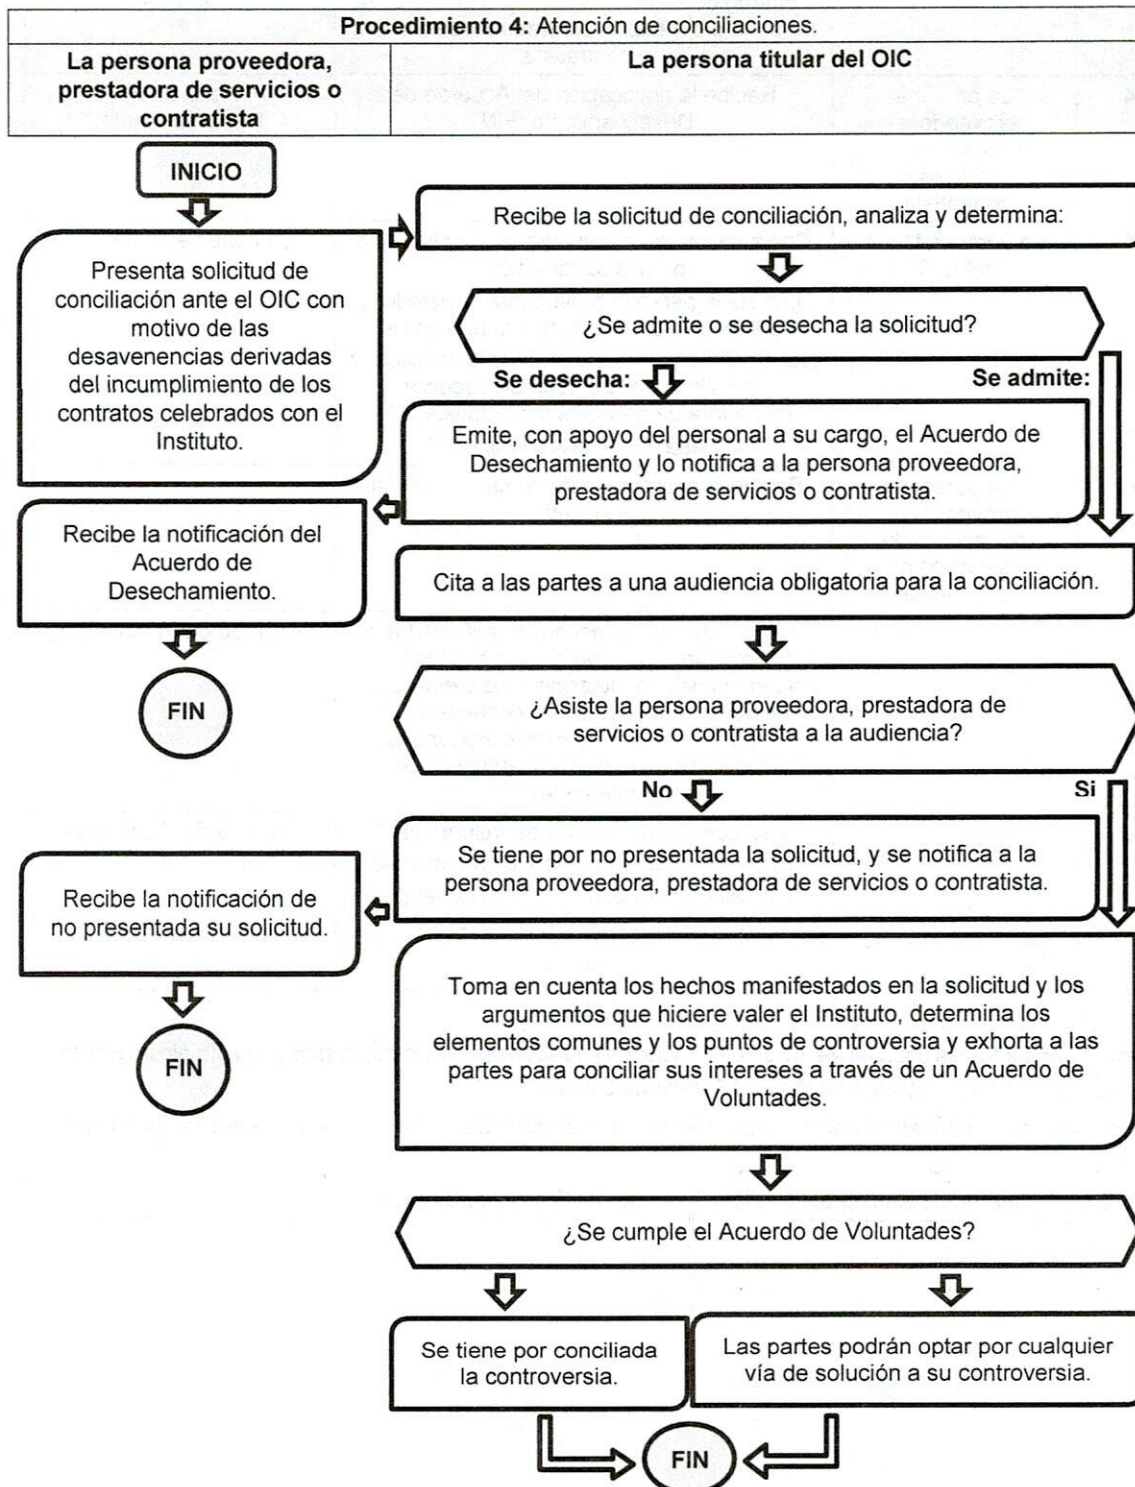 Procedimiento 4: Atención de conciliaciones.
La persona proveedora,
prestadora de servicios o
contratista
La persona titular del OIC
INICIO
Presenta solicitud de
conciliación ante el OIC con
motivo de las
desavenencias derivadas
del incumplimiento de los
contratos celebrados con el
Instituto.
Recibe la solicitud de conciliación, analiza y determina:
¿Se admite o se desecha la solicitud?
Se desecha:
Se admite:
Emite, con apoyo del personal a su cargo, el Acuerdo de
Desechamiento y lo notifica a la persona proveedora,
prestadora de servicios o contratista.
Recibe la notificación del
Acuerdo de
Desechamiento.
FIN
Cita a las partes a una audiencia obligatoria para la conciliación.
¿Asiste la persona proveedora, prestadora de
servicios o contratista a la audiencia?
No
Si
Se tiene por no presentada la solicitud, y se notifica a la
persona proveedora, prestadora de servicios o contratista.
Recibe la notificación de
no presentada su solicitud.
FIN
Toma en cuenta los hechos manifestados en la solicitud y los
argumentos que hiciere valer el Instituto, determina los
elementos comunes y los puntos de controversia y exhorta a las
partes para conciliar sus intereses a través de un Acuerdo de
Voluntades.
¿Se cumple el Acuerdo de Voluntades?
Se tiene por conciliada
la controversia.
Las partes podrán optar por cualquier
vía de solución a su controversia.
FIN